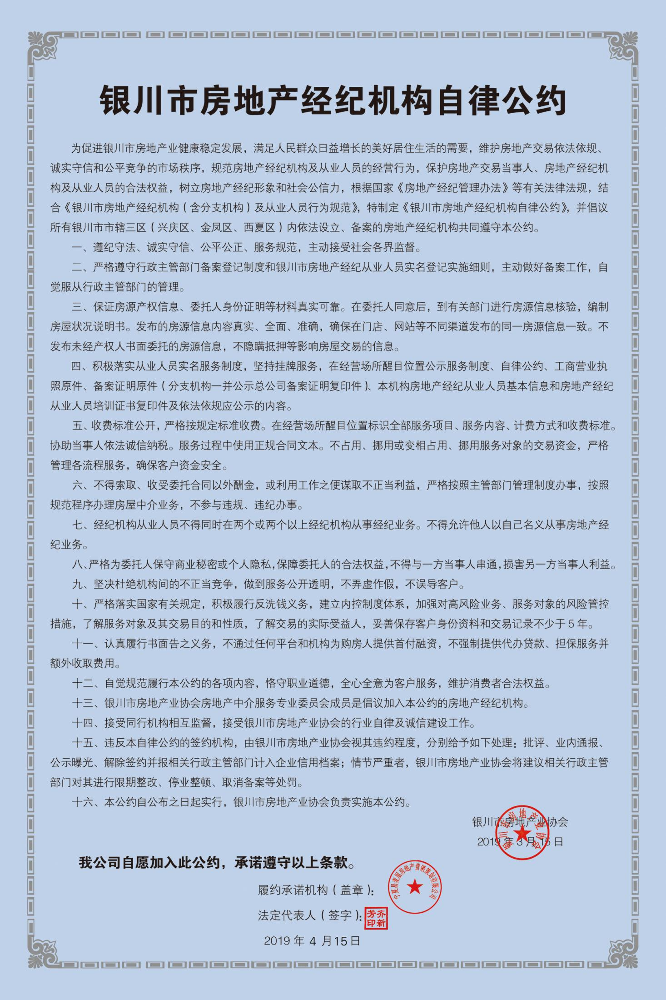 银川市房地产经纪机构自律公约
为促进银川市房地产业健康稳定发展，满足人民群众日益增长的美好居住生活的需要，维护房地产交易依法依规、
诚实守信和公平竞争的市场秩序，规范房地产经纪机构及从业人员的经营行为，保护房地产交易当事人、房地产经纪机
构及从业人员的合法权益，树立房地产经纪形象和社会公信力，根据国家《房地产经纪管理办法》等有关法律法规，结
合《银川市房地产经纪机构（含分支机构）及从业人员行为规范》，特制定《银川市房地产经纪机构自律公约》，并倡议
所有银川市市辖三区（兴庆区、金凤区、西夏区）内依法设立、备案的房地产经纪机构共同遵守本公约。
一、遵纪守法、诚实守信、公平公正、服务规范，主动接受社会各界监督。
二、严格遵守行政主管部门备案登记制度和银川市房地产经纪从业人员实名登记实施细则，主动做好备案工作，自
觉服从行政主管部门的管理。
三、保证房源产权信息、委托人身份证明等材料真实可靠。在委托人同意后，到有关部门进行房源信息核验，编制
房屋状况说明书。发布的房源信息内容真实、全面、准确，确保在门店、网站等不同渠道发布的同一房源信息一致。不
发布未经产权人书面委托的房源信息，不隐瞒抵押等影响房屋交易的信息。
四、积极落实从业人员实名服务制度，坚持挂牌服务，在经营场所醒目位置公示服务制度、自律公约、工商营业执
照原件、备案证明原件（分支机构一并公示总公司备案证明复印件）、本机构房地产经纪从业人员基本信息和房地产经纪
从业人员培训证书复印件及依法依规应公示的内容。
五、收费标准公开，严格按规定标准收费。在经营场所醒目位置标识全部服务项目、服务内容、计费方式和收费标准。
协助当事人依法诚信纳税。服务过程中使用正规合同文本。不占用、挪用或变相占用、挪用服务对象的交易资金，严格
管理各流程服务，确保客户资金安全。
六、不得索取、收受委托合同以外酬金，或利用工作之便谋取不正当利益，严格按照主管部门管理制度办事，按照
规范程序办理房屋中介业务，不参与违规、违纪办事。
七、经纪机构从业人员不得同时在两个或两个以上经纪机构从事经纪业务。不得允许他人以自己名义从事房地产经
纪业务。
八、严格为委托人保守商业秘密或个人隐私，保障委托人的合法权益，不得与一方当事人串通，损害另一方当事人利益。
九、坚决杜绝机构间的不正当竞争，做到服务公开透明，不弄虚作假，不误导客户。
十、严格落实国家有关规定，积极履行反洗钱义务，建立内控制度体系，加强对高风险业务、服务对象的风险管控
措施，了解服务对象及其交易目的和性质，了解交易的实际受益人，妥善保存客户身份资料和交易记录不少于 5 年。
十一、认真履行书面告之义务，不通过任何平台和机构为购房人提供首付融资，不强制提供代办贷款、担保服务并
额外收取费用。
十二、自觉规范履行本公约的各项内容，恪守职业道德，全心全意为客户服务，维护消费者合法权益。
十三、银川市房地产业协会房地产中介服务专业委员会成员是倡议加入本公约的房地产经纪机构。
十四、接受同行机构相互监督，接受银川市房地产业协会的行业自律及诚信建设工作。
十五、违反本自律公约的签约机构，由银川市房地产业协会视其违约程度，分别给予如下处理：批评、业内通报、
公示曝光、解除签约并报相关行政主管部门计入企业信用档案；情节严重者，银川市房地产业协会将建议相关行政主管
部门对其进行限期整改、停业整顿、取消备案等处罚。
十六、本公约自公布之日起实行，银川市房地产业协会负责实施本公约。
银川市房地产业协会
银川市房地产业协会
2019 年 3 月 15 日
我公司自愿加入此公约，承诺遵守以上条款。
履约承诺机构（盖章）：
宁夏易麦屋房地产营销策划有限公司
法定代表人（签字）：
齐新芳印
2019 年 4 月15日